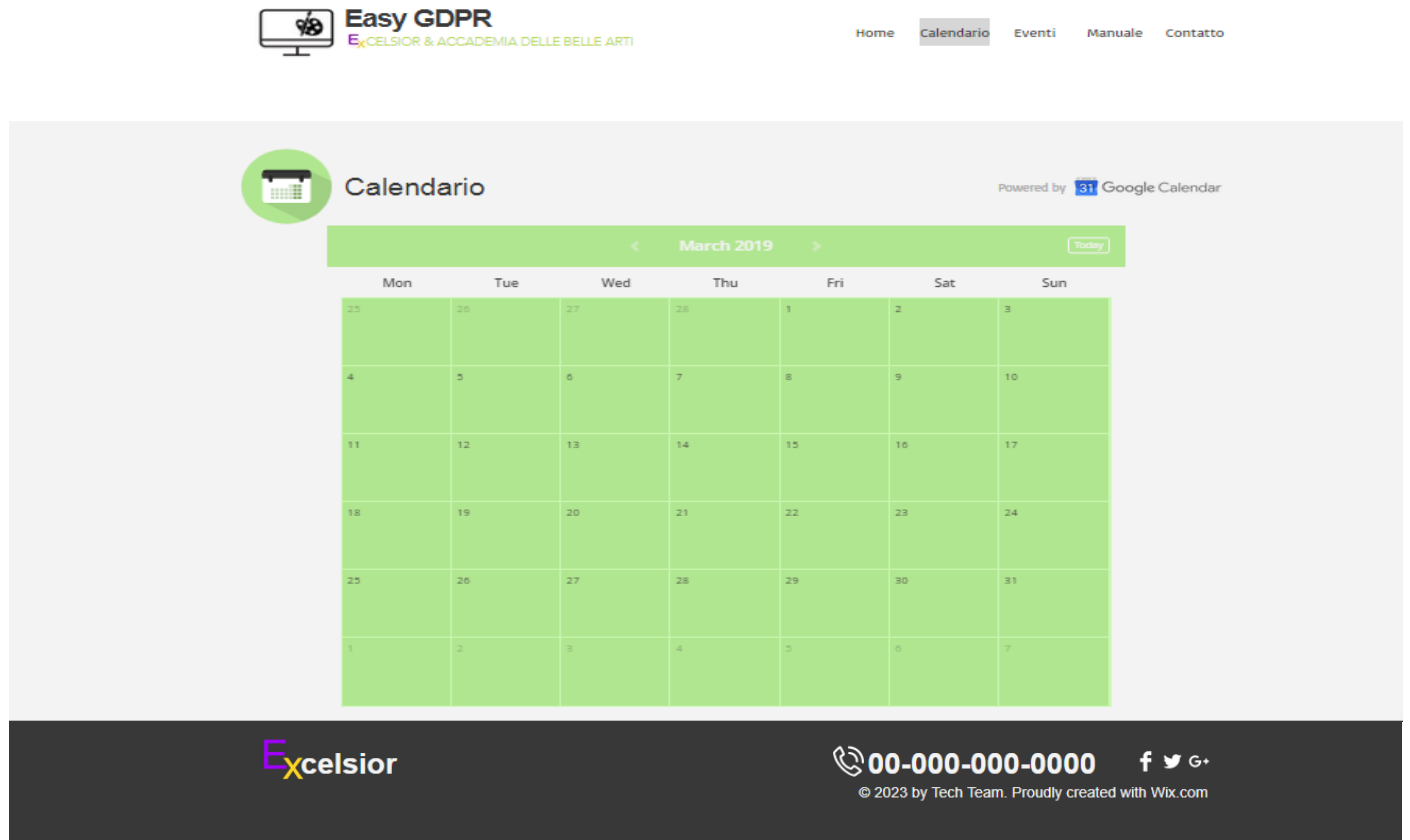 Easy GDPR
ExCELSIOR & ACCADEMIA DELLE BELLE ARTI
Home Calendario Eventi Manuale Contatto
Calendario
Powered by 31 Google Calendar
< March 2019 > Today
Mon Tue Wed Thu Fri Sat Sun
25 26 27 28 1 2 3
4 5 6 7 8 9 10
11 12 13 14 15 16 17
18 19 20 21 22 23 24
25 26 27 28 29 30 31
1 2 3 4 5 6 7
Excelsior
00-000-000-0000 f G+
© 2023 by Tech Team. Proudly created with Wix.com